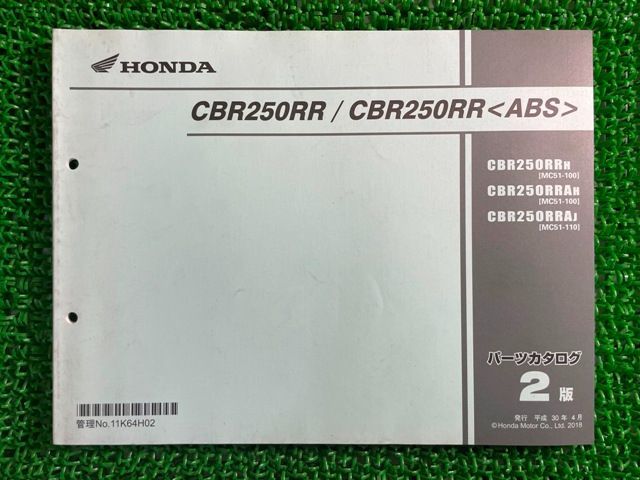 HONDA
CBR250RR / CBR250RR<ABS>
CBR250RRH
[MC51-100]
CBR250RRAH
[MC51-100]
CBR250RRAJ
[MC51-110]
パーツカタログ
2版
発行 平成 30年 4月
©Honda Motor Co., Ltd. 2018
管理No.11K64H02